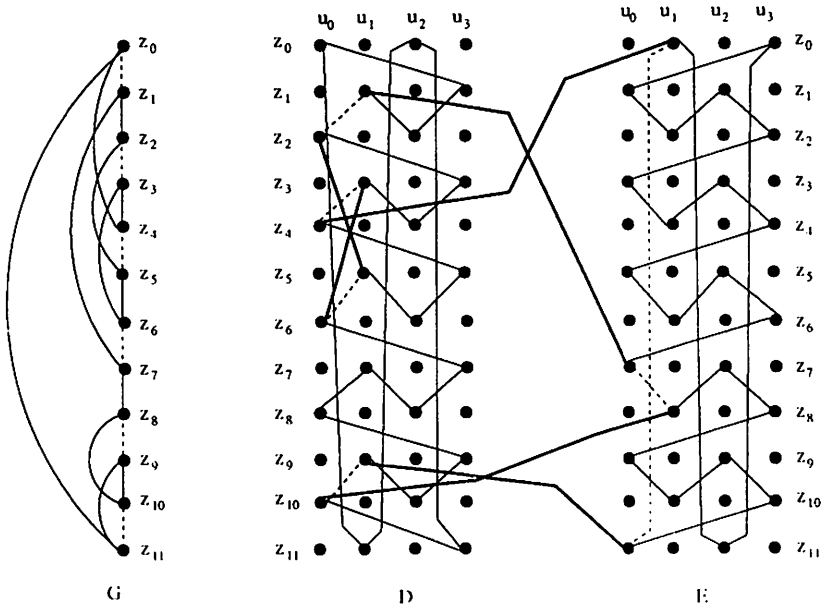 u₀ u₁ u₂ u₃ u₀ u₁ u₂ u₃
z₀ z₀ z₀
z₁ z₁ z₁
z₂ z₂ z₂
z₃ z₃ z₃
z₄ z₄ z₄
z₅ z₅ z₅
z₆ z₆ z₆
z₇ z₇ z₇
z₈ z₈ z₈
z₉ z₉ z₉
z₁₀ z₁₀ z₁₀
z₁₁ z₁₁ z₁₁
G D E